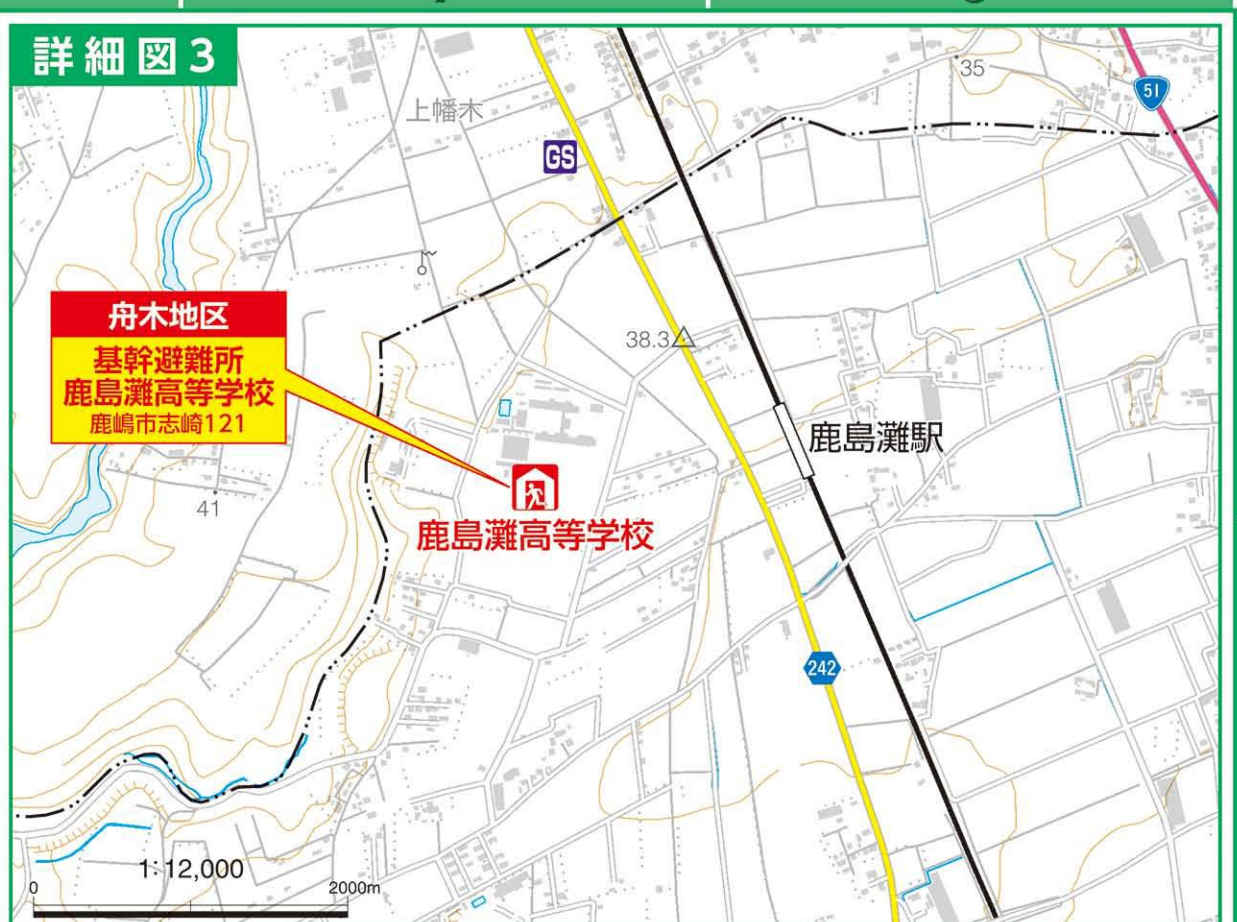 詳細図3
35
51
上幡木
GS
舟木地区
基幹避難所
鹿島灘高等学校
鹿嶋市志崎121
38.3
鹿島灘駅
41
鹿島灘高等学校
242
1:12,000
0
2000m